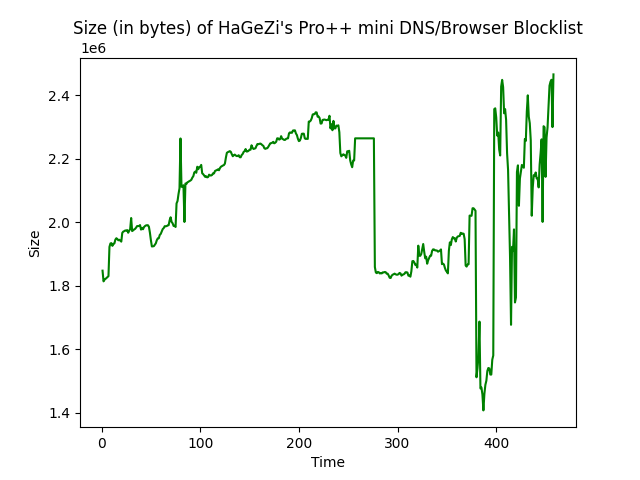 Size (in bytes) of HaGeZi's Pro++ mini DNS/Browser Blocklist
1e6
2.4
2.2
2.0
1.8
1.6
1.4
Size
0 100 200 300 400
Time